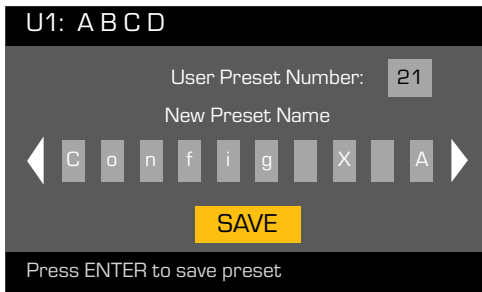 U1: A B C D
User Preset Number: 21
New Preset Name
C o n f i g X A
SAVE
Press ENTER to save preset